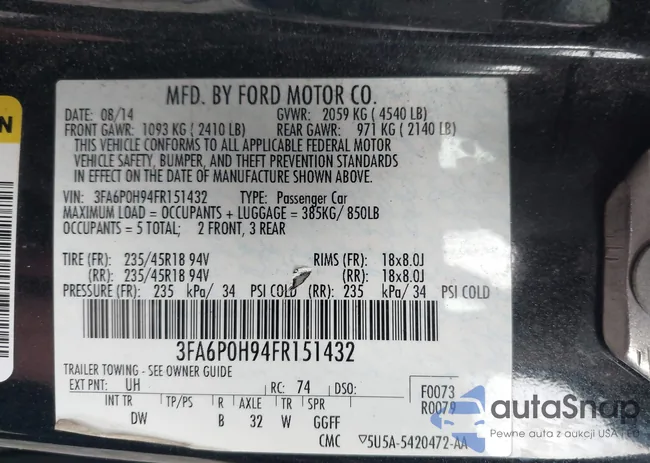 MFD. BY FORD MOTOR CO.
DATE: 08/14 GVWR: 2059 KG ( 4540 LB)
FRONT GAWR: 1093 KG ( 2410 LB) REAR GAWR: 971 KG ( 2140 LB)
THIS VEHICLE CONFORMS TO ALL APPLICABLE FEDERAL MOTOR
VEHICLE SAFETY, BUMPER, AND THEFT PREVENTION STANDARDS
IN EFFECT ON THE DATE OF MANUFACTURE SHOWN ABOVE.
VIN: 3FA6P0H94FR151432 TYPE: Passenger Car
MAXIMUM LOAD = OCCUPANTS + LUGGAGE = 385KG/ 850LB
OCCUPANTS = 5 TOTAL; 2 FRONT, 3 REAR
TIRE (FR): 235/45R18 94V RIMS (FR): 18x8.0J
(RR): 235/45R18 94V (RR): 18x8.0J
PRESSURE (FR): 235 kPa/ 34 PSI COLD (RR): 235 kPa/ 34 PSI COLD
3FA6P0H94FR151432
TRAILER TOWING - SEE OWNER GUIDE
EXT PNT: UH RC: 74 DSO: F0073
INT TR TP/PS R AXLE TR SPR R0079
DW B 32 W GGFF
CMC ▽5U5A-5420472-AA
N
autoSnap
Pewne auta z aukcji USA i